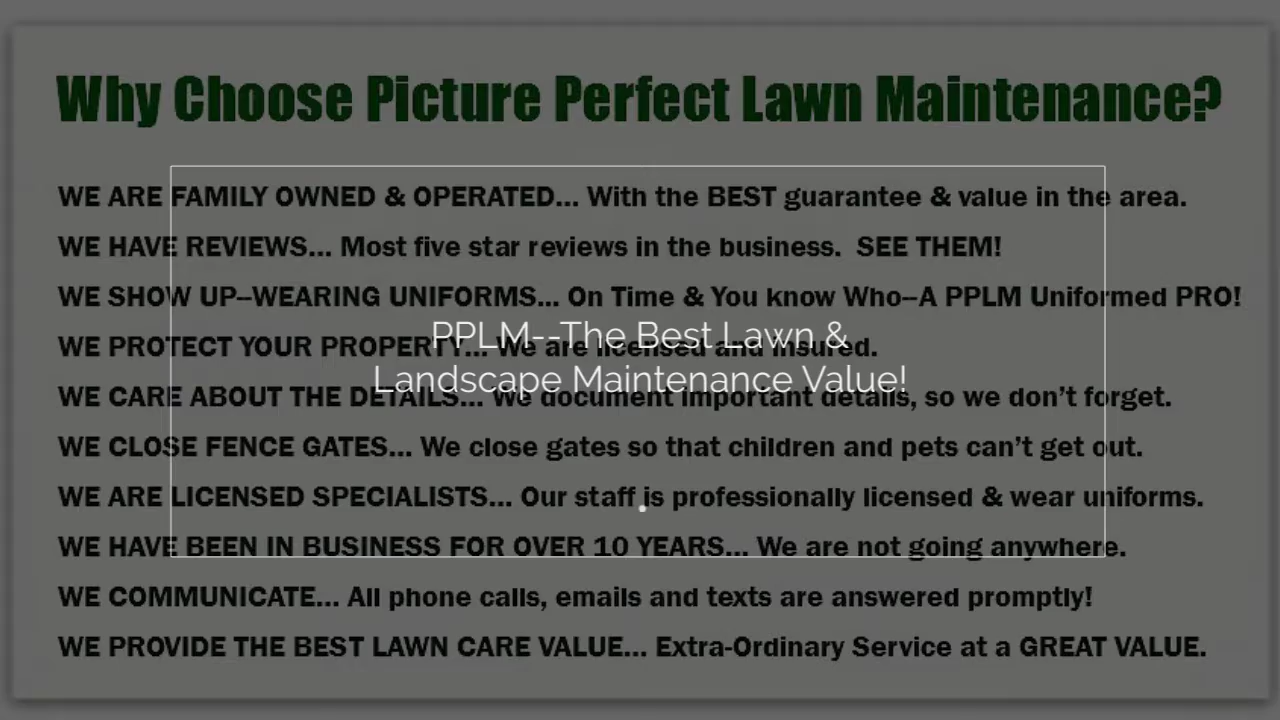 Why Choose Picture Perfect Lawn Maintenance?
WE ARE FAMILY OWNED & OPERATED... With the BEST guarantee & value in the area.
WE HAVE REVIEWS... Most five star reviews in the business.  SEE THEM!
WE SHOW UP--WEARING UNIFORMS... On Time & You know Who--A PPLM Uniformed PRO!
PPLM--The Best Lawn &
WE PROTECT YOUR PROPERTY... We are licensed and insured.
Landscape Maintenance Value!
WE CARE ABOUT THE DETAILS... We document important details, so we don't forget.
WE CLOSE FENCE GATES... We close gates so that children and pets can't get out.
WE ARE LICENSED SPECIALISTS... Our staff is professionally licensed & wear uniforms.
WE HAVE BEEN IN BUSINESS FOR OVER 10 YEARS... We are not going anywhere.
WE COMMUNICATE... All phone calls, emails and texts are answered promptly!
WE PROVIDE THE BEST LAWN CARE VALUE... Extra-Ordinary Service at a GREAT VALUE.